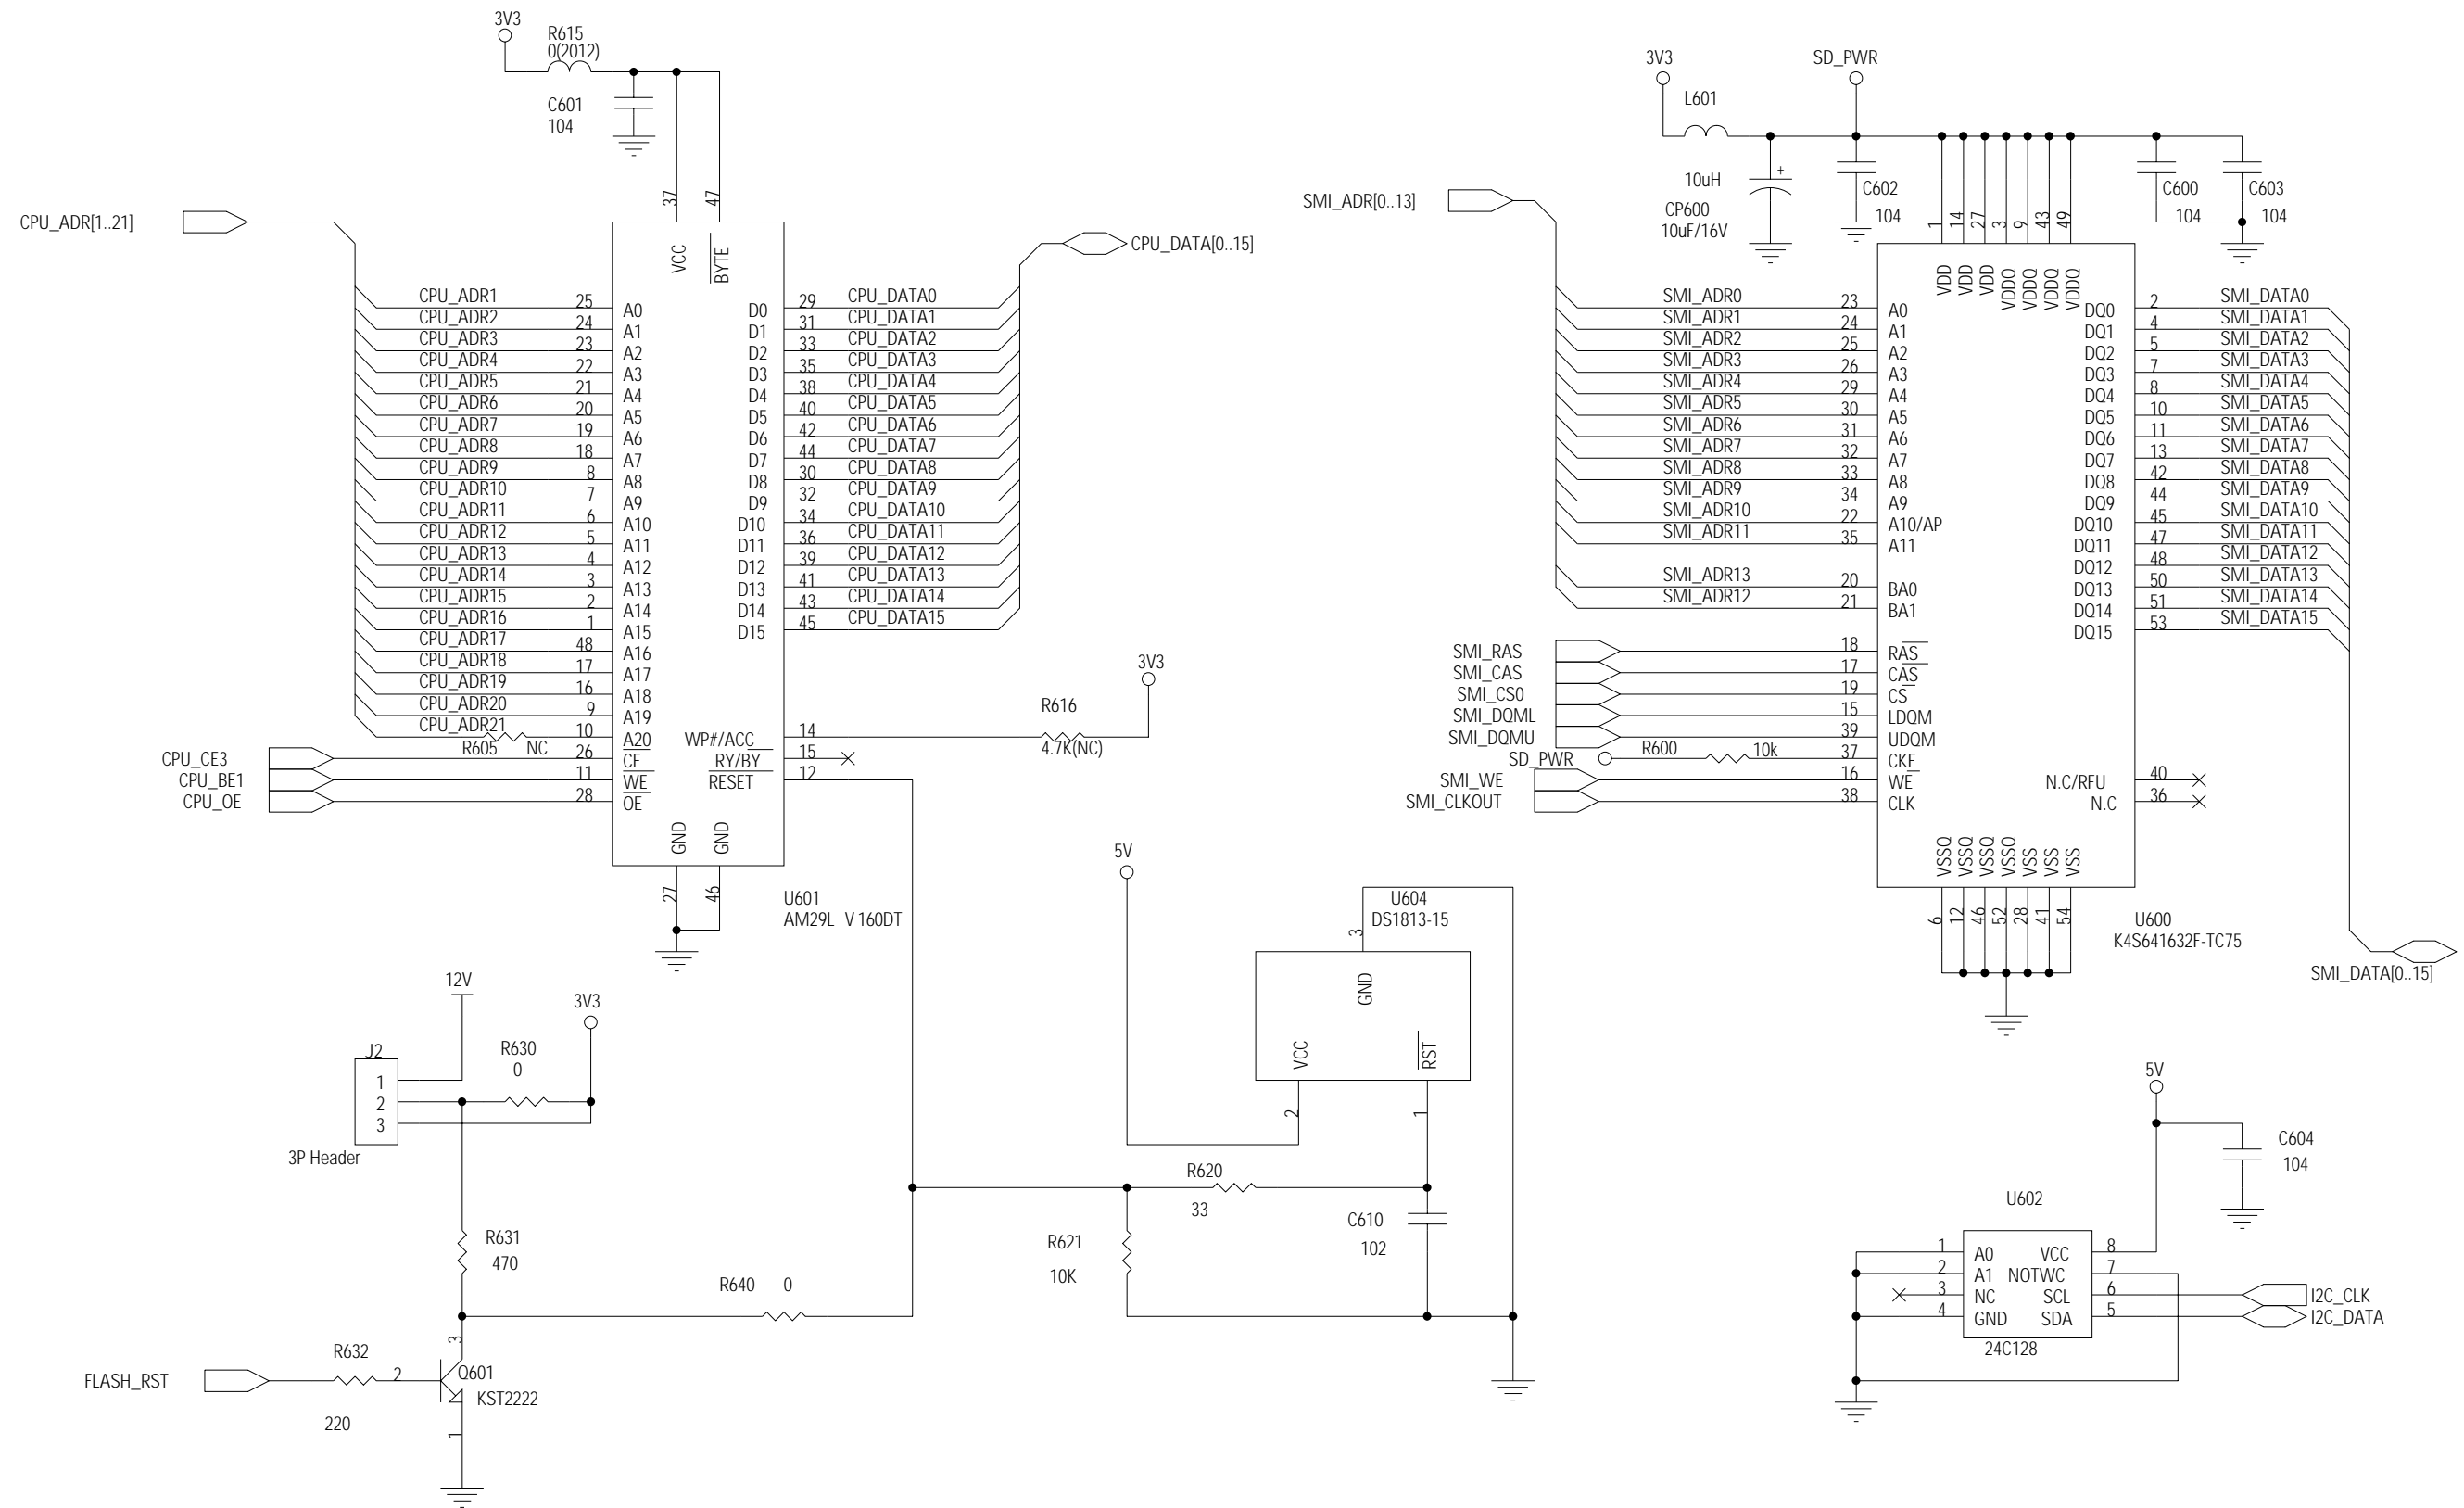 3V3
R615
0(2012)
C601
104
37
47
VCC
BYTE
CPU_ADR[1..21]
CPU_DATA[0..15]
CPU_ADR1 25 A0 D0 29 CPU_DATA0
CPU_ADR2 24 A1 D1 31 CPU_DATA1
CPU_ADR3 23 A2 D2 33 CPU_DATA2
CPU_ADR4 22 A3 D3 35 CPU_DATA3
CPU_ADR5 21 A4 D4 38 CPU_DATA4
CPU_ADR6 20 A5 D5 40 CPU_DATA5
CPU_ADR7 19 A6 D6 42 CPU_DATA6
CPU_ADR8 18 A7 D7 44 CPU_DATA7
CPU_ADR9 8 A8 D8 30 CPU_DATA8
CPU_ADR10 7 A9 D9 32 CPU_DATA9
CPU_ADR11 6 A10 D10 34 CPU_DATA10
CPU_ADR12 5 A11 D11 36 CPU_DATA11
CPU_ADR13 4 A12 D12 39 CPU_DATA12
CPU_ADR14 3 A13 D13 41 CPU_DATA13
CPU_ADR15 2 A14 D14 43 CPU_DATA14
CPU_ADR16 1 A15 D15 45 CPU_DATA15
CPU_ADR17 48 A16
CPU_ADR18 17 A17
CPU_ADR19 16 A18
CPU_ADR20 9 A19
CPU_ADR21 10 A20 WP#/ACC 14
R605 NC
R616
4.7K(NC)
3V3
CPU_CE3 26 CE RY/BY 15
CPU_BE1 11 WE RESET 12
CPU_OE 28 OE
GND GND
27 46
U601
AM29L V 160DT
3V3
SD_PWR
L601
10uH
+
CP600
10uF/16V
C602
104
C600
104
C603
104
SMI_ADR[0..13]
1 14 27 3 9 43 49
VDD VDD VDD VDDQ VDDQ VDDQ VDDQ
SMI_ADR0 23 A0 DQ0 2 SMI_DATA0
SMI_ADR1 24 A1 DQ1 4 SMI_DATA1
SMI_ADR2 25 A2 DQ2 5 SMI_DATA2
SMI_ADR3 26 A3 DQ3 7 SMI_DATA3
SMI_ADR4 29 A4 DQ4 8 SMI_DATA4
SMI_ADR5 30 A5 DQ5 10 SMI_DATA5
SMI_ADR6 31 A6 DQ6 11 SMI_DATA6
SMI_ADR7 32 A7 DQ7 13 SMI_DATA7
SMI_ADR8 33 A8 DQ8 42 SMI_DATA8
SMI_ADR9 34 A9 DQ9 44 SMI_DATA9
SMI_ADR10 22 A10/AP DQ10 45 SMI_DATA10
SMI_ADR11 35 A11 DQ11 47 SMI_DATA11
DQ12 48 SMI_DATA12
SMI_ADR13 20 BA0 DQ13 50 SMI_DATA13
SMI_ADR12 21 BA1 DQ14 51 SMI_DATA14
DQ15 53 SMI_DATA15
SMI_RAS 18 RAS
SMI_CAS 17 CAS
SMI_CS0 19 CS
SMI_DQML 15 LDQM
SMI_DQMU 39 UDQM
SD_PWR R600 10k 37 CKE
SMI_WE 16 WE N.C/RFU 40
SMI_CLKOUT 38 CLK N.C 36
VSSQ VSSQ VSSQ VSSQ VSS VSS VSS
6 12 46 52 28 41 54
U600
K4S641632F-TC75
SMI_DATA[0..15]
5V
U604
DS1813-15
3
GND
VCC
RST
2
1
12V
3V3
J2
R630
0
1
2
3
3P Header
R631
470
R640 0
R620
33
R621
10K
C610
102
FLASH_RST
R632
220
2
3
Q601
KST2222
1
5V
C604
104
U602
1 A0 VCC 8
2 A1 NOTWC 7
3 NC SCL 6 I2C_CLK
4 GND SDA 5 I2C_DATA
24C128